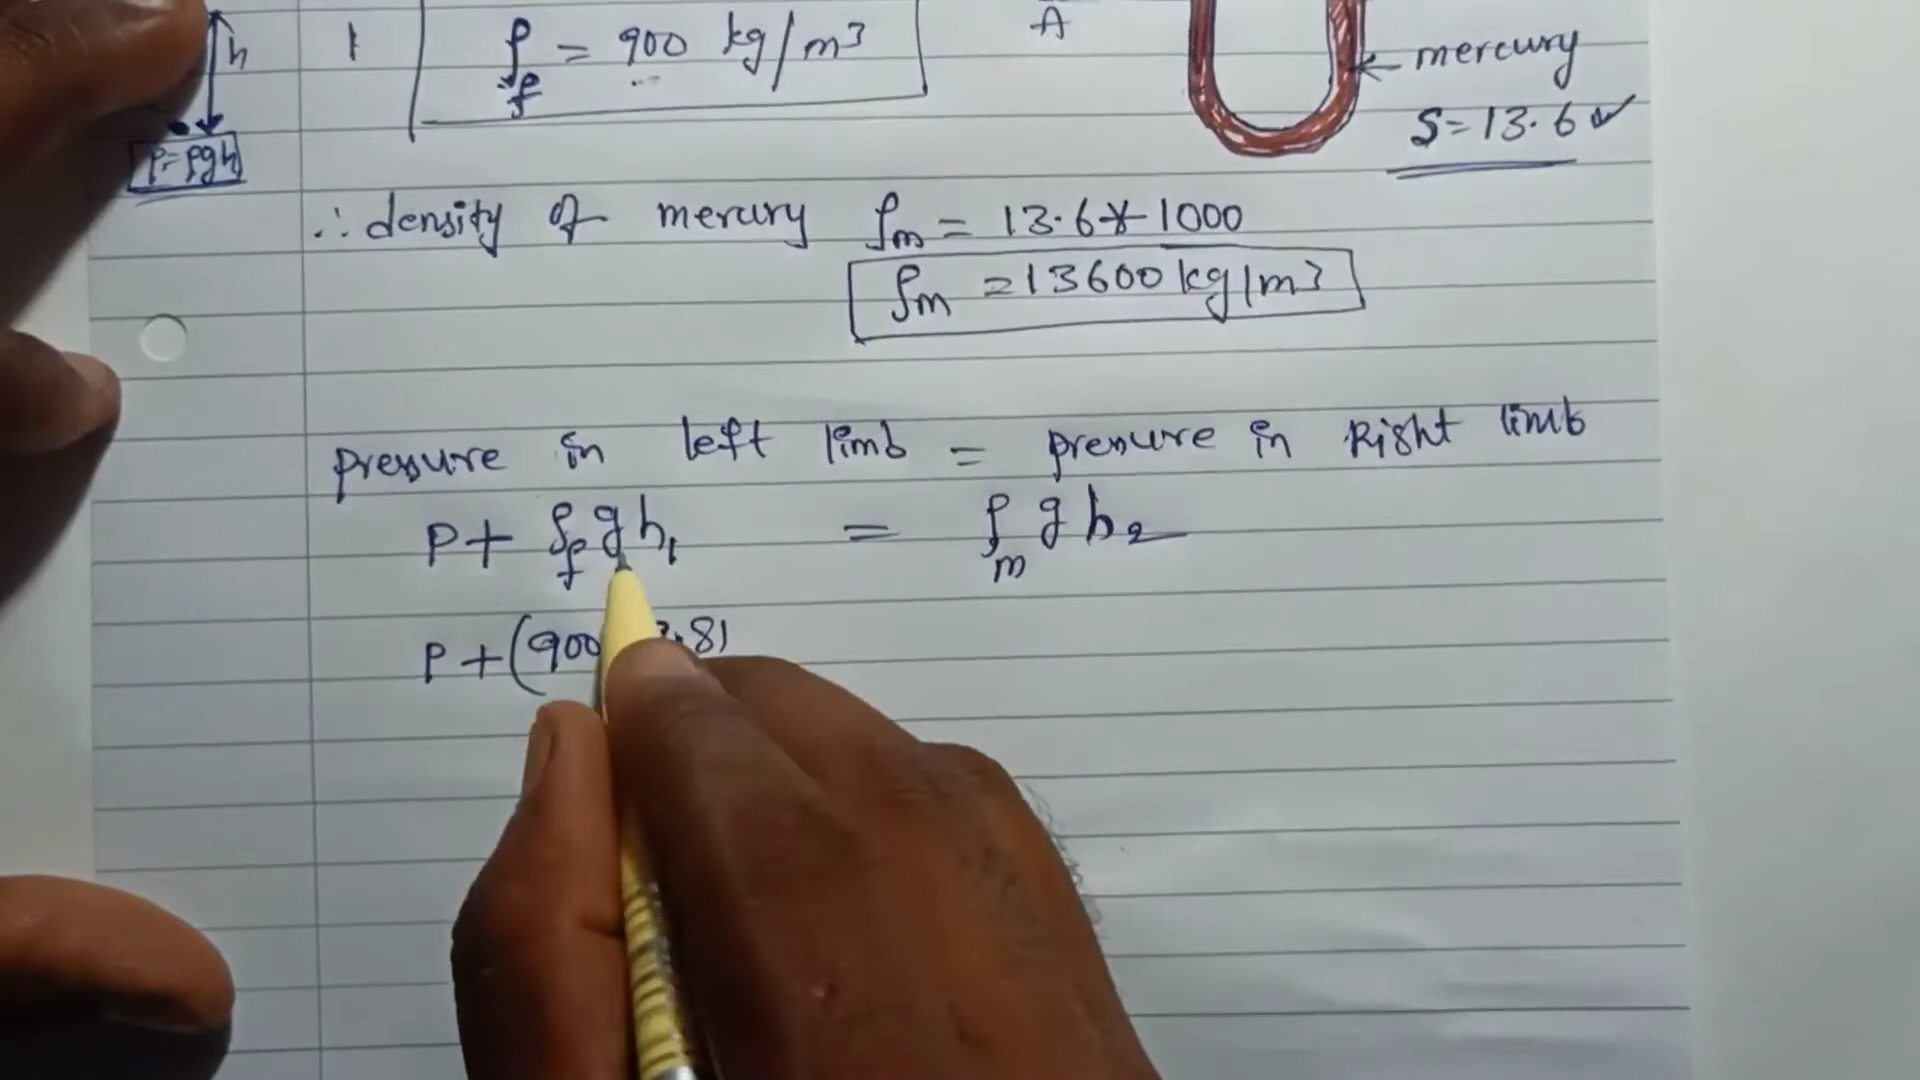 h
ρf = 900 kg/m³
A
mercury
S = 13.6 ✓
P = ρgh
∴ density of mercury ρm = 13.6 * 1000
ρm = 13600 kg/m³
pressure in left limb = pressure in Right limb
P + ρf g h₁ = ρm g h₂
P + (900 .81